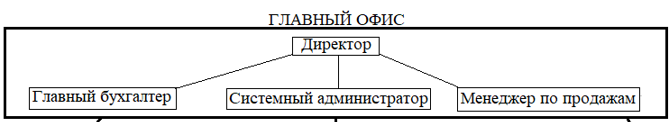 ГЛАВНЫЙ ОФИС
Директор
Главный бухгалтер
Системный администратор
Менеджер по продажам